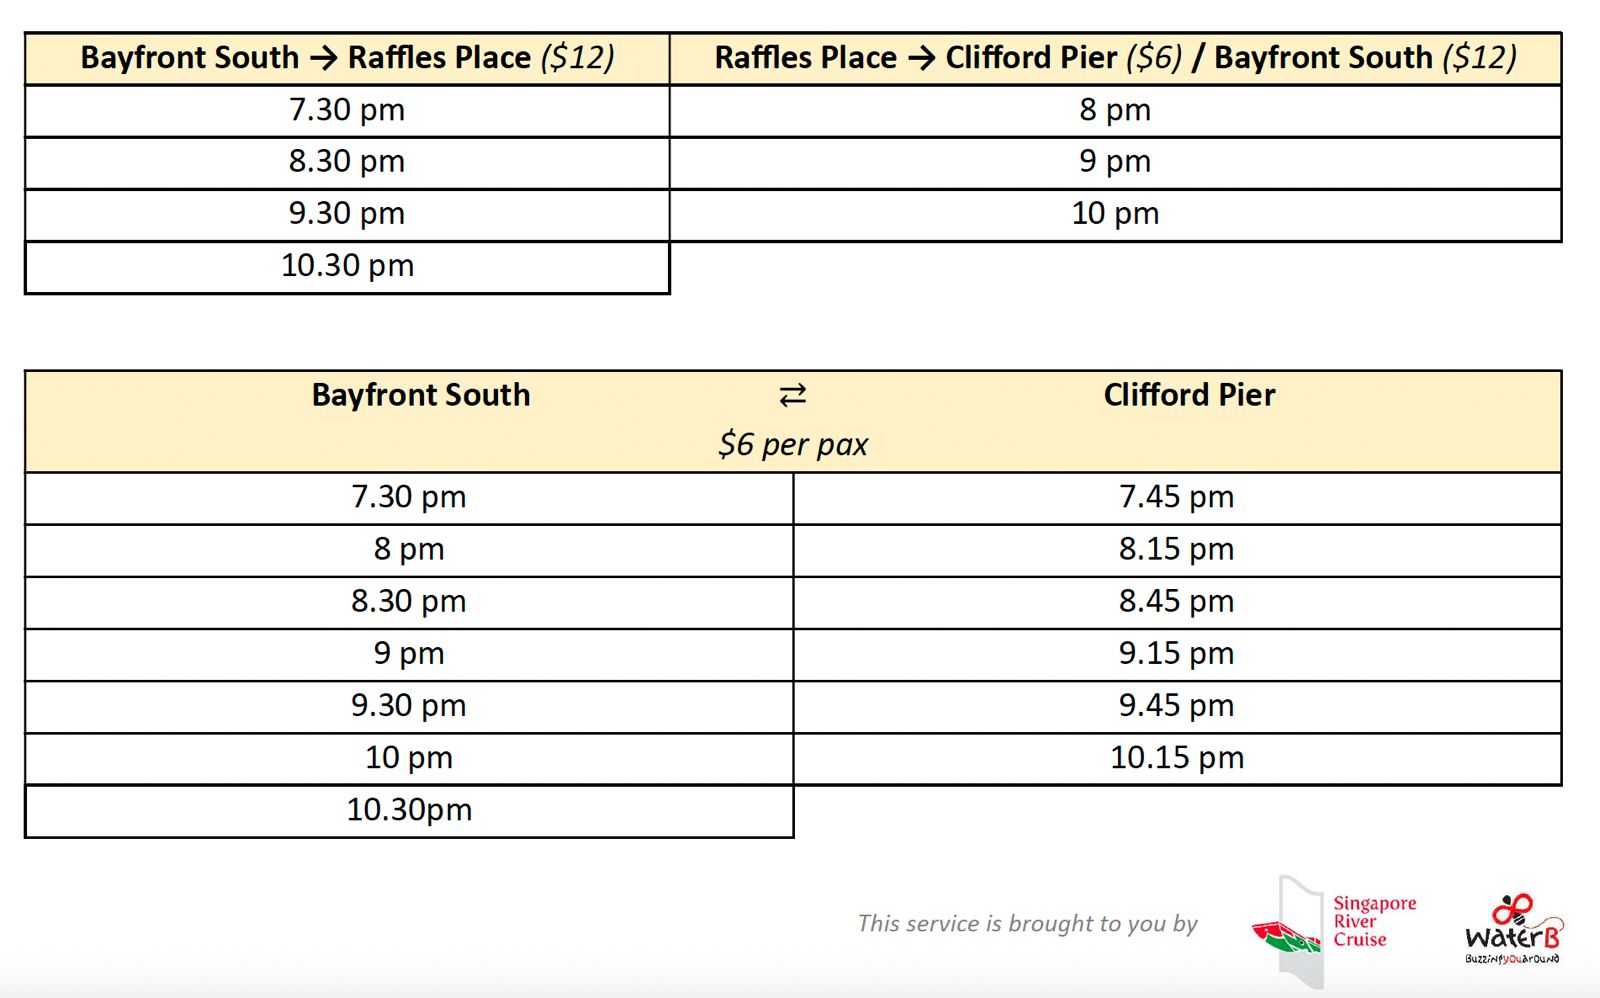 Bayfront South → Raffles Place ($12) Raffles Place → Clifford Pier ($6) / Bayfront South ($12)
7.30 pm 8 pm
8.30 pm 9 pm
9.30 pm 10 pm
10.30 pm
Bayfront South ⇄ Clifford Pier
$6 per pax
7.30 pm 7.45 pm
8 pm 8.15 pm
8.30 pm 8.45 pm
9 pm 9.15 pm
9.30 pm 9.45 pm
10 pm 10.15 pm
10.30pm
This service is brought to you by
Singapore
River
Cruise
WaterB
Buzzingyouaround